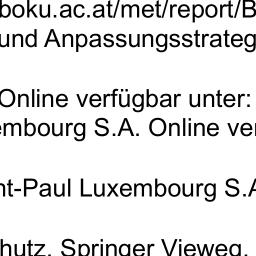 boku.ac.at/met/report/B
und Anpassungsstrateg
Online verfügbar unter:
embourg S.A. Online ver
nt-Paul Luxembourg S.A
hutz. Springer Vieweg.